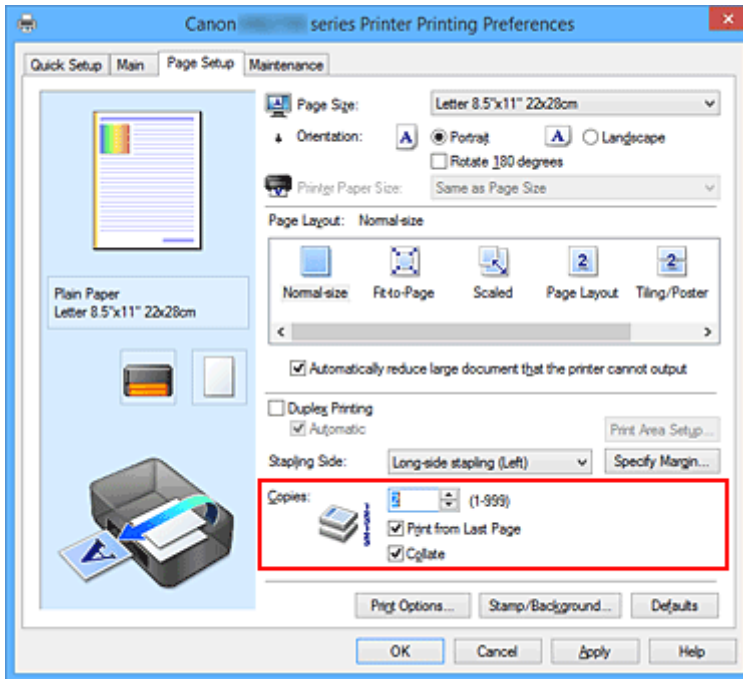 Canon series Printer Printing Preferences
Quick Setup Main Page Setup Maintenance
Page Size: Letter 8.5"x11" 22x28cm
Orientation: A Portrait A Landscape
Rotate 180 degrees
Printer Paper Size: Same as Page Size
Page Layout: Normal-size
2 2
Normal-size Fit-to-Page Scaled Page Layout Tiling/Poster
Plain Paper
Letter 8.5"x11" 22x28cm
Automatically reduce large document that the printer cannot output
Duplex Printing
Automatic
Print Area Setup...
Stapling Side: Long-side stapling (Left) Specify Margin...
Copies: 2 (1-999)
Print from Last Page
Collate
A
Print Options... Stamp/Background... Defaults
OK Cancel Apply Help